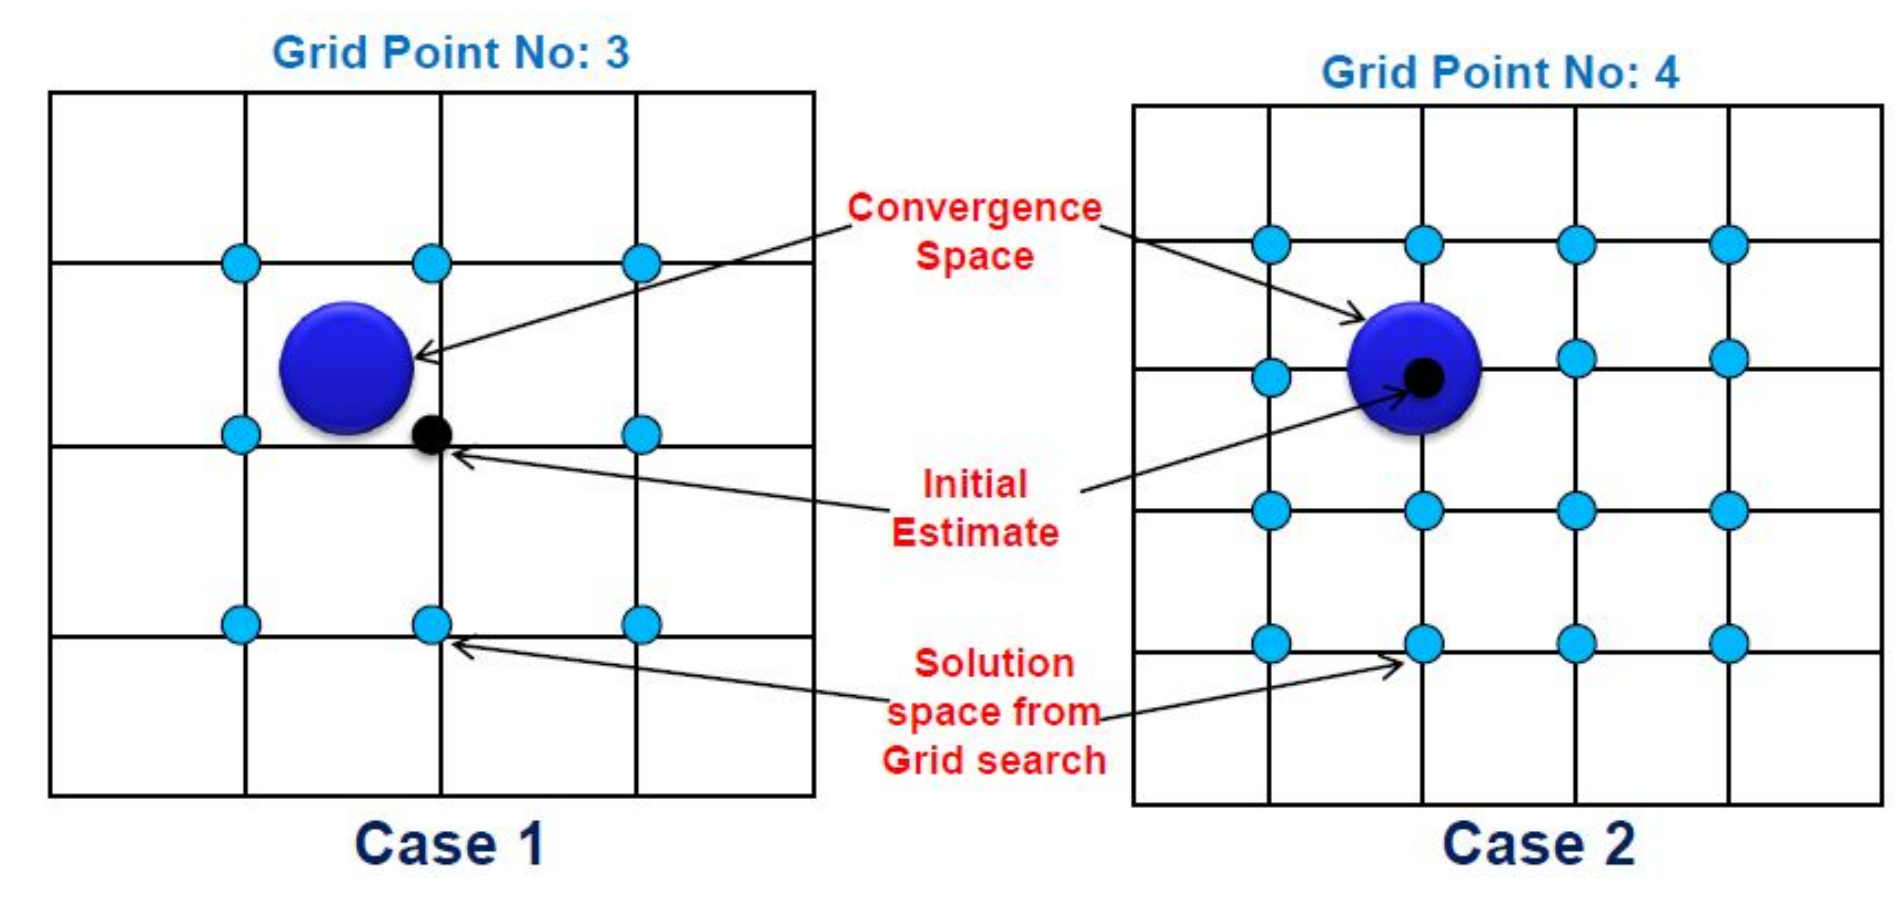 Grid Point No: 3
Grid Point No: 4
Convergence
Space
Initial
Estimate
Solution
space from
Grid search
Case 1
Case 2